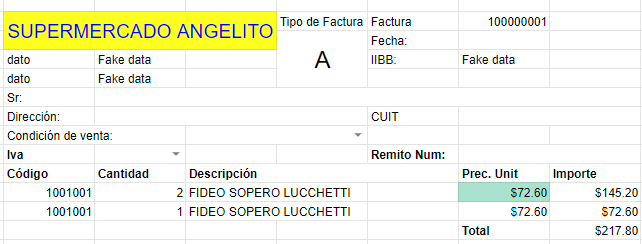 SUPERMERCADO ANGELITO Tipo de Factura Factura 100000001
A Fecha:
dato Fake data IIBB: Fake data
dato Fake data
Sr:
Dirección: CUIT
Condición de venta:
Iva Remito Num:
Código Cantidad Descripción Prec. Unit Importe
1001001 2 FIDEO SOPERO LUCCHETTI $72.60 $145.20
1001001 1 FIDEO SOPERO LUCCHETTI $72.60 $72.60
Total $217.80